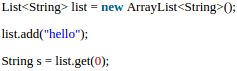 List<String> list = new ArrayList<String>();
list.add("hello");
String s = list.get(0);